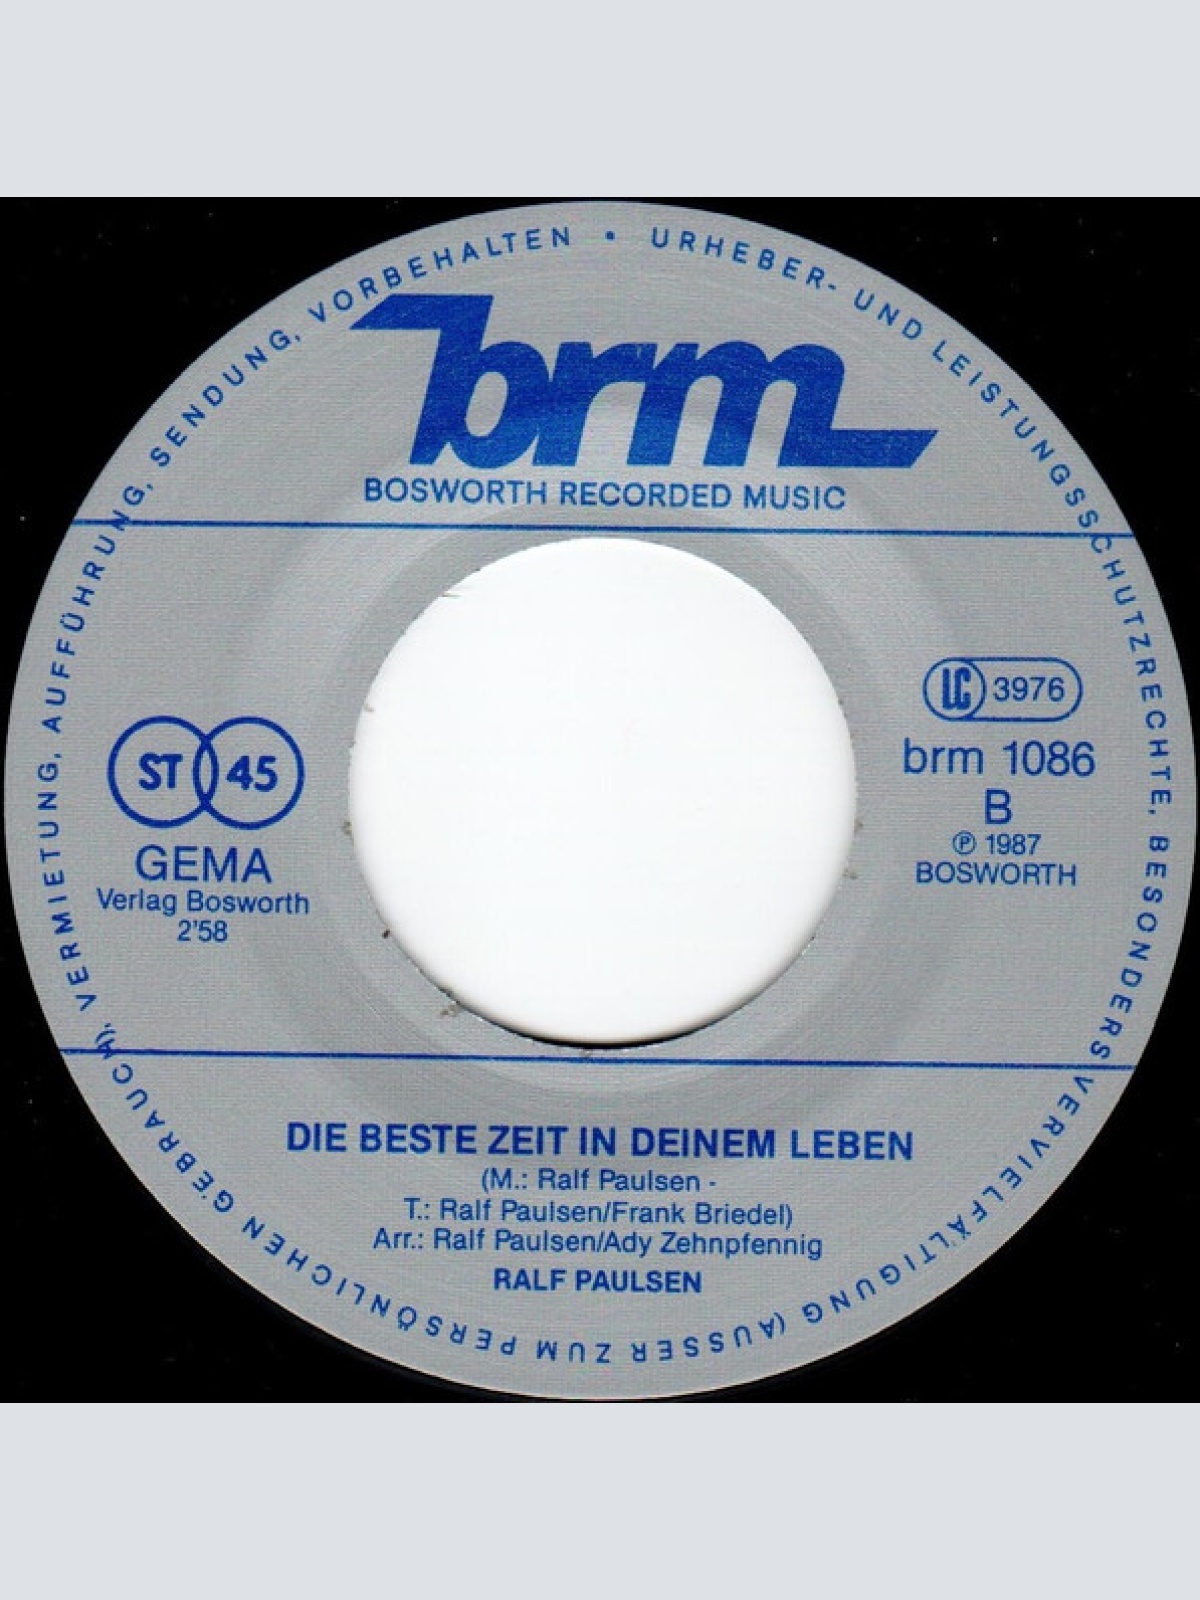 URHEBER- UND LEISTUNGSSCHUTZRECHTE, BESONDERS VERVIELFÄLTIGUNG (AUSSER ZUM PERSÖNLICHEN GEBRAUCH), VERMIETUNG, AUFFÜHRUNG, SENDUNG, VORBEHALTEN •
brm
BOSWORTH RECORDED MUSIC
LC 3976
brm 1086
B
℗ 1987
BOSWORTH
ST 45
GEMA
Verlag Bosworth
2'58
DIE BESTE ZEIT IN DEINEM LEBEN
(M.: Ralf Paulsen -
T.: Ralf Paulsen/Frank Briedel)
Arr.: Ralf Paulsen/Ady Zehnpfennig
RALF PAULSEN